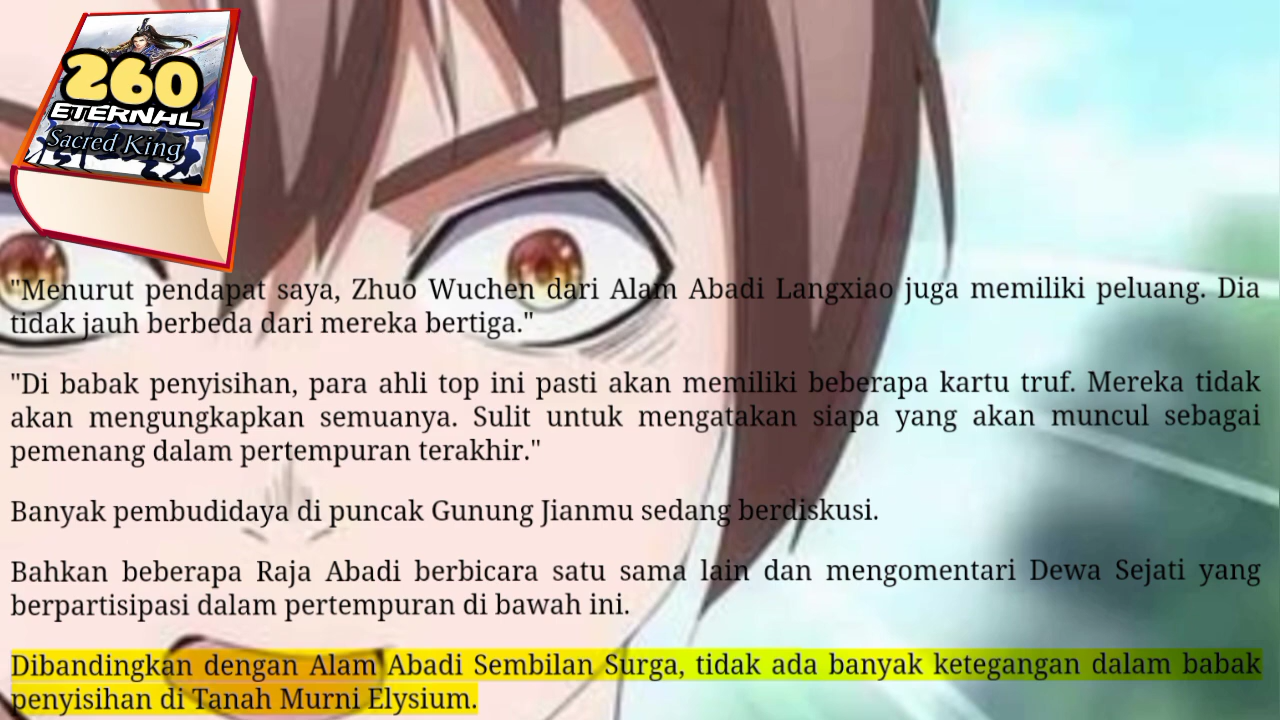 260
ETERNAL
Sacred King
"Menurut pendapat saya, Zhuo Wuchen dari Alam Abadi Langxiao juga memiliki peluang. Dia
tidak jauh berbeda dari mereka bertiga."
"Di babak penyisihan, para ahli top ini pasti akan memiliki beberapa kartu truf. Mereka tidak
akan mengungkapkan semuanya. Sulit untuk mengatakan siapa yang akan muncul sebagai
pemenang dalam pertempuran terakhir."
Banyak pembudidaya di puncak Gunung Jianmu sedang berdiskusi.
Bahkan beberapa Raja Abadi berbicara satu sama lain dan mengomentari Dewa Sejati yang
berpartisipasi dalam pertempuran di bawah ini.
Dibandingkan dengan Alam Abadi Sembilan Surga, tidak ada banyak ketegangan dalam babak
penyisihan di Tanah Murni Elysium.